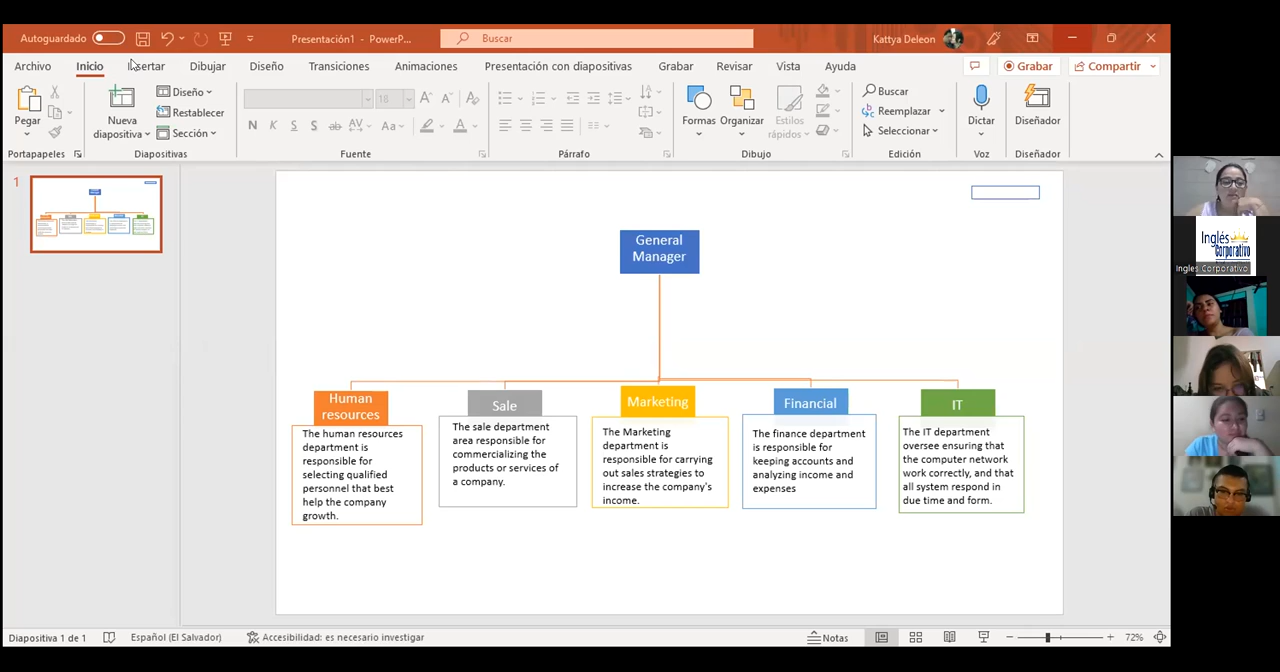 Autoguardado
Presentación1 - PowerP...
Buscar
Kattya Deleon
Archivo
Inicio
Insertar
Dibujar
Diseño
Transiciones
Animaciones
Presentación con diapositivas
Grabar
Revisar
Vista
Ayuda
Grabar
Compartir
Pegar
Nueva
diapositiva
Diseño
Restablecer
Sección
18
N K S S ab AV Aa A
Formas
Organizar
Estilos
rápidos
Buscar
Reemplazar
Seleccionar
Dictar
Diseñador
Portapapeles
Diapositivas
Fuente
Párrafo
Dibujo
Edición
Voz
Diseñador
1
General
Manager
Human
resources
The human resources
department is
responsible for
selecting qualified
personnel that best
help the company
growth.
Sale
The sale department
area responsible for
commercializing the
products or services of
a company.
Marketing
The Marketing
department is
responsible for carrying
out sales strategies to
increase the company's
income.
Financial
The finance department
is responsible for
keeping accounts and
analyzing income and
expenses
IT
The IT department
oversee ensuring that
the computer network
work correctly, and that
all system respond in
due time and form.
Inglés
Corporativo
Ingles Corporativo
Diapositiva 1 de 1
Español (El Salvador)
Accesibilidad: es necesario investigar
Notas
72%